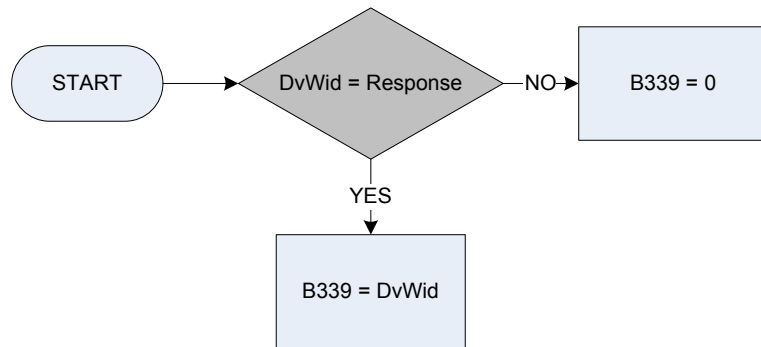 START
DvWid = Response
NO
B339 = 0
YES
B339 = DvWid